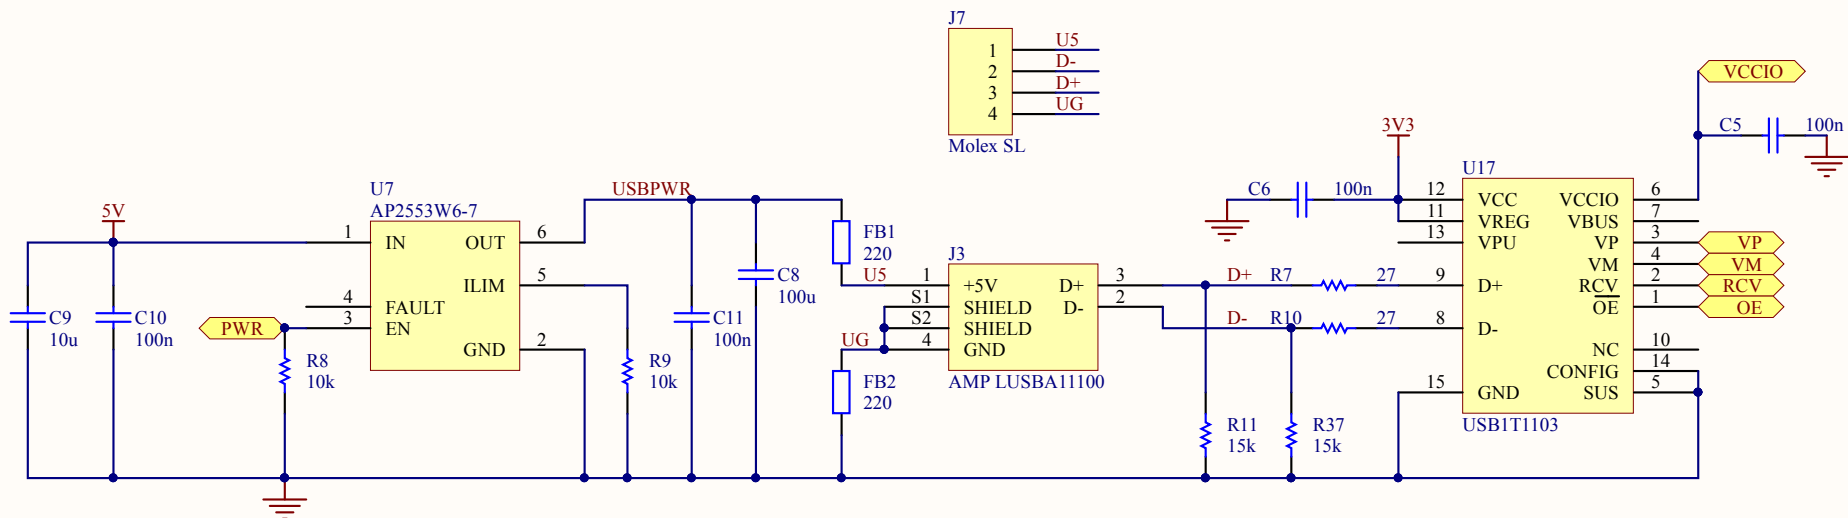 J7
1 U5
2 D-
3 D+
4 UG
Molex SL
VCCIO
C5 100n
3V3
U17
C6 100n
12 VCC VCCIO 6
11 VREG VBUS 7
13 VPU VP 3 VP
VM 4 VM
9 D+ RCV 2 RCV
OE 1 OE
8 D-
NC 10
CONFIG 14
15 GND SUS 5
USB1T1103
5V
U7
AP2553W6-7
1 IN OUT 6
ILIM 5
4 FAULT
3 EN
GND 2
PWR
C9
10u
C10
100n
R8
10k
R9
10k
USBPWR
C11
100n
C8
100u
FB1
220
U5
UG
FB2
220
J3
1 +5V D+ 3
S1 SHIELD D- 2
S2 SHIELD
4 GND
AMP LUSBA11100
D+ R7 27
D- R10 27
R11
15k
R37
15k